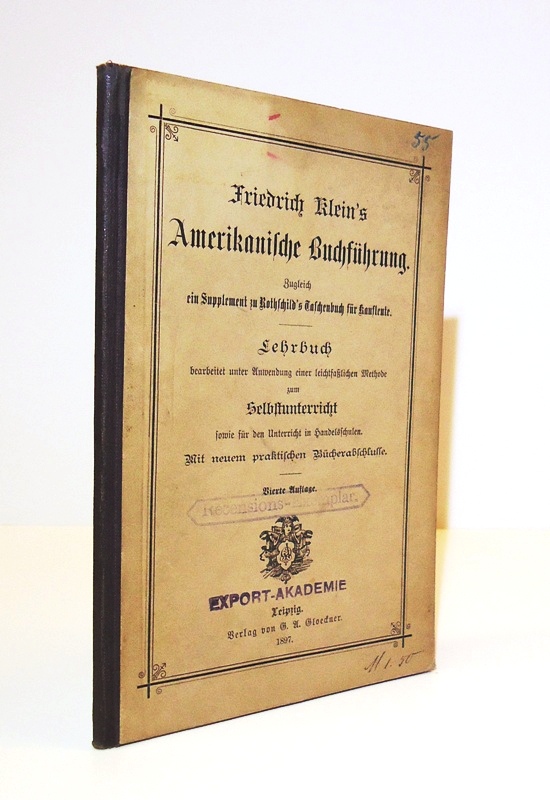 55
Friedrich Klein's
Amerikanische Buchführung.
Zugleich
ein Supplement zu Rothschild's Taschenbuch für Kaufleute.
Lehrbuch
bearbeitet unter Anwendung einer leichtfaßlichen Methode
zum
Selbstunterricht
sowie für den Unterricht in Handelsschulen.
Mit neuem praktischen Bücherabschlusse.
Vierte Auflage.
Recensions-Exemplar.
EXPORT-AKADEMIE
Leipzig.
Verlag von G. A. Gloeckner.
1897.
M 1.50